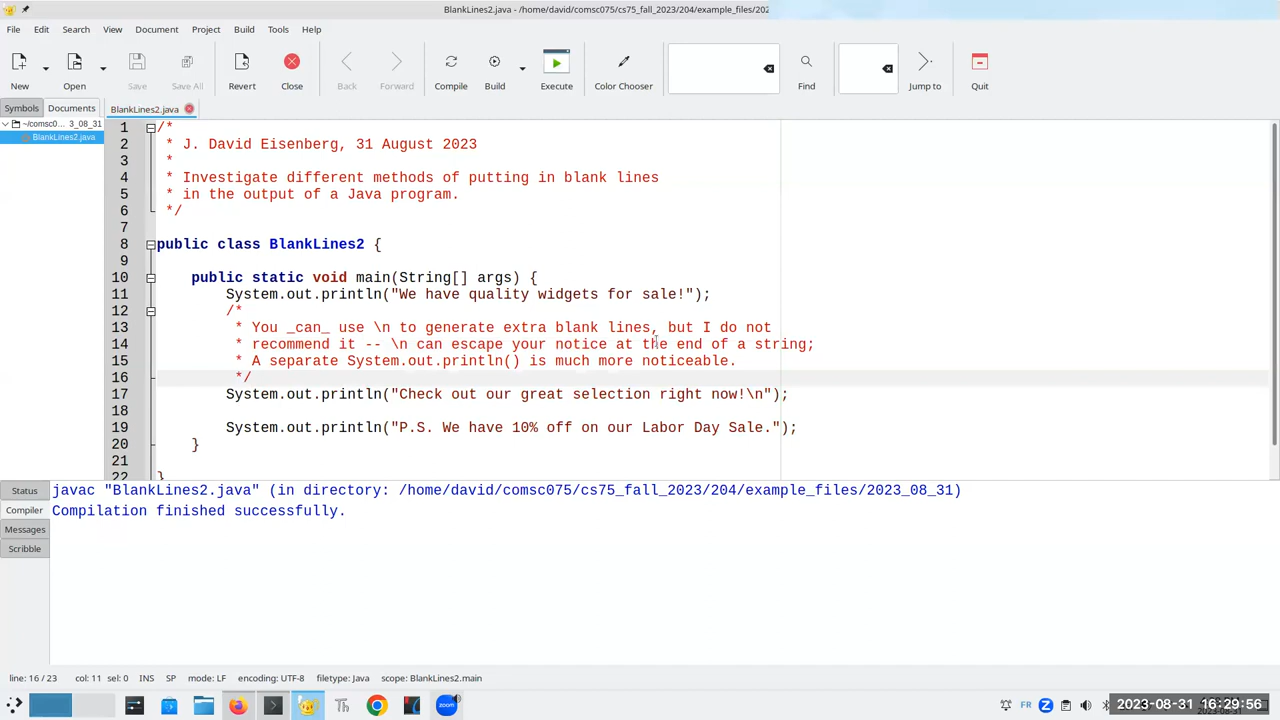 BlankLines2.java - /home/david/comsc075/cs75_fall_2023/204/example_files/202
File Edit Search View Document Project Build Tools Help
New Open Save Save All Revert Close Back Forward Compile Build Execute Color Chooser Find Jump to Quit
Symbols Documents BlankLines2.java
~/comsc0... 3_08_31
BlankLines2.java
1 /*
2 * J. David Eisenberg, 31 August 2023
3 *
4 * Investigate different methods of putting in blank lines
5 * in the output of a Java program.
6 */
7
8 public class BlankLines2 {
9
10 public static void main(String[] args) {
11 System.out.println("We have quality widgets for sale!");
12 /*
13 * You _can_ use \n to generate extra blank lines, but I do not
14 * recommend it -- \n can escape your notice at the end of a string;
15 * A separate System.out.println() is much more noticeable.
16 */
17 System.out.println("Check out our great selection right now!\n");
18
19 System.out.println("P.S. We have 10% off on our Labor Day Sale.");
20 }
21
22 }
Status
Compiler
Messages
Scribble
javac "BlankLines2.java" (in directory: /home/david/comsc075/cs75_fall_2023/204/example_files/2023_08_31)
Compilation finished successfully.
line: 16 / 23 col: 11 sel: 0 INS SP mode: LF encoding: UTF-8 filetype: Java scope: BlankLines2.main
Th zoom FR 2023-08-31 16:29:56